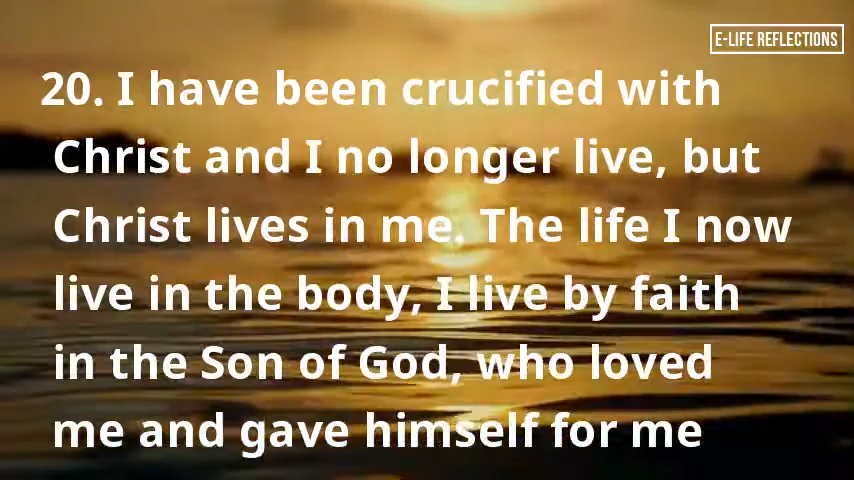 E-LIFE REFLECTIONS
20. I have been crucified with
Christ and I no longer live, but
Christ lives in me. The life I now
live in the body, I live by faith
in the Son of God, who loved
me and gave himself for me